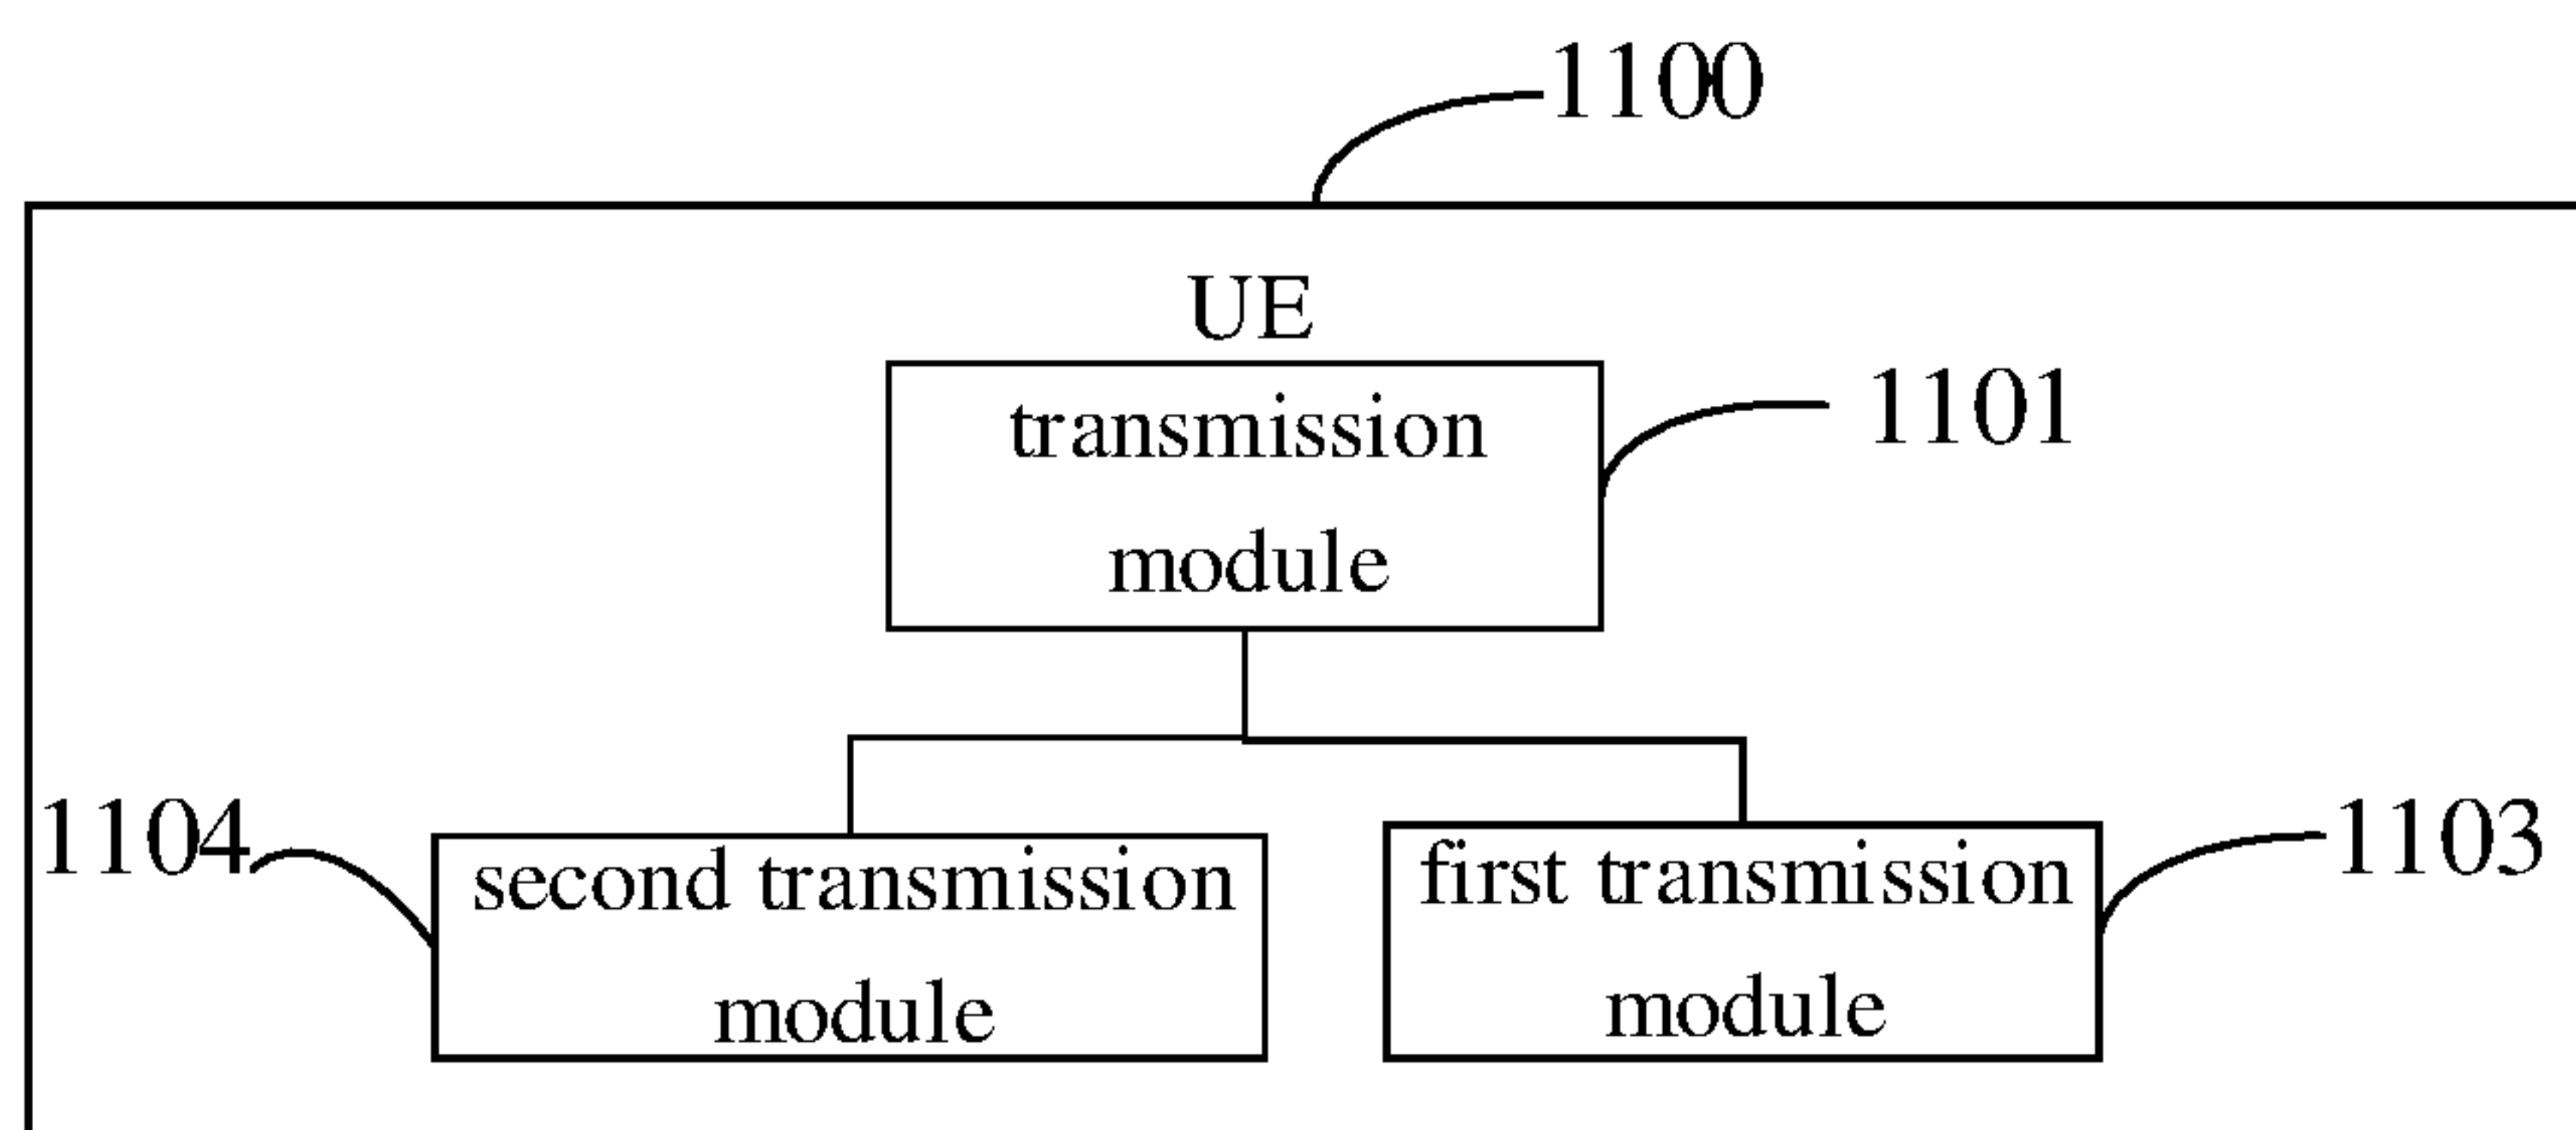 1100
UE
transmission
module
1101
1104
second transmission
module
first transmission
module
1103